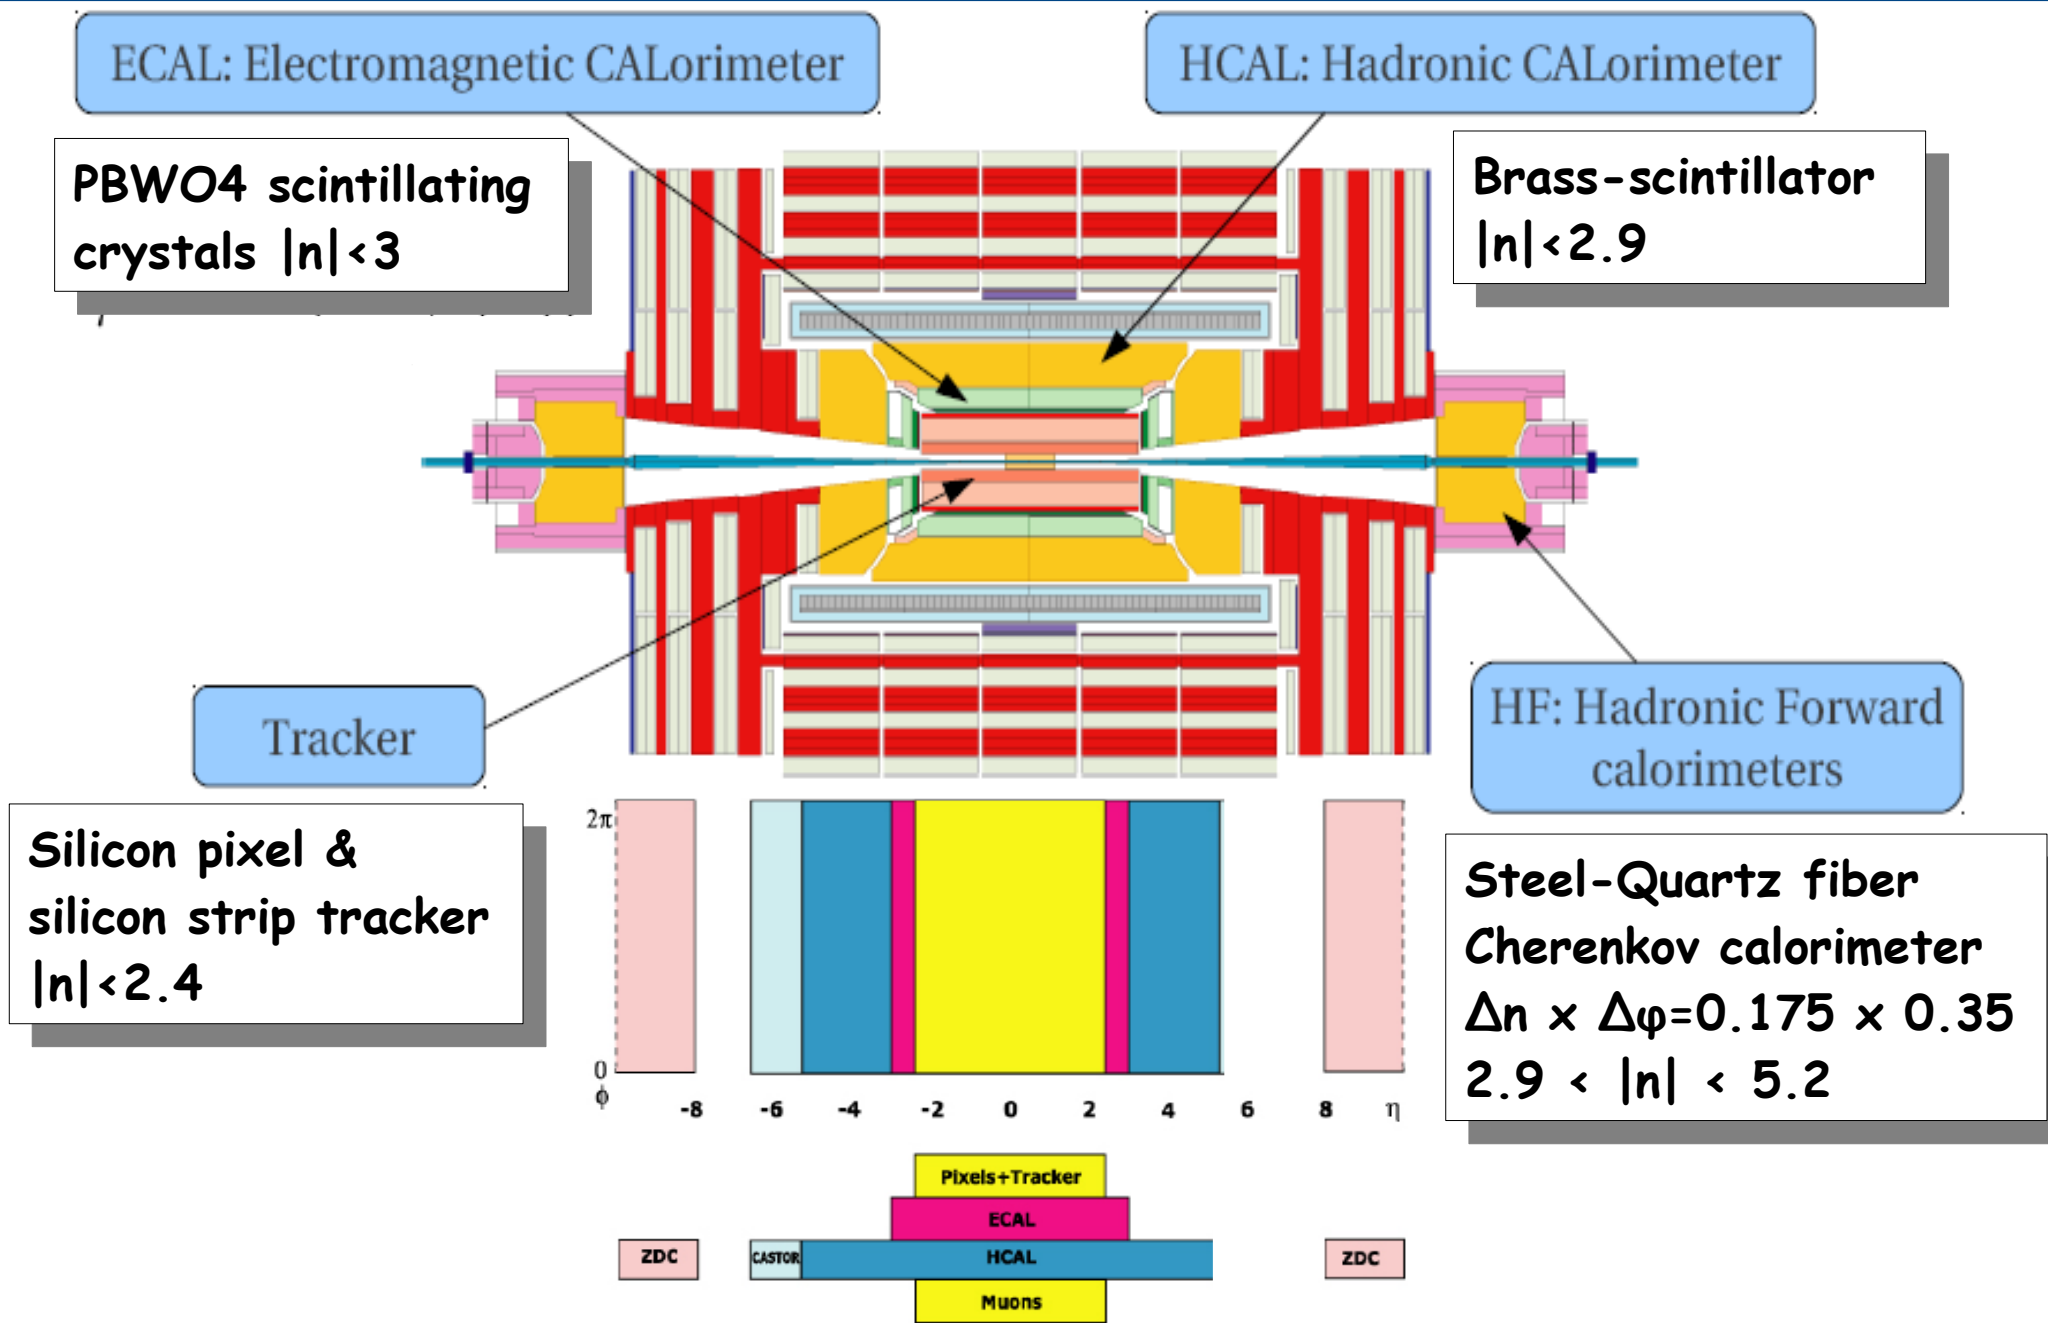 ECAL: Electromagnetic CALorimeter
HCAL: Hadronic CALorimeter
PBWO4 scintillating
crystals |n|<3
Brass-scintillator
|n|<2.9
Tracker
HF: Hadronic Forward
calorimeters
Silicon pixel &
silicon strip tracker
|n|<2.4
Steel-Quartz fiber
Cherenkov calorimeter
Δn x Δφ=0.175 x 0.35
2.9 < |n| < 5.2
2π
0
ϕ
-8 -6 -4 -2 0 2 4 6 8 η
Pixels+Tracker
ECAL
ZDC CASTOR HCAL ZDC
Muons